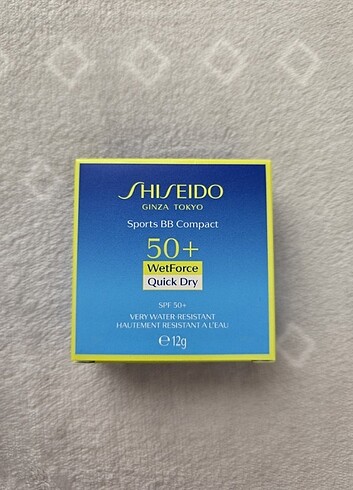 SHISEIDO
GINZA TOKYO
Sports BB Compact
50+
WetForce
Quick Dry
SPF 50+
VERY WATER-RESISTANT
HAUTEMENT RESISTANT A L'EAU
℮12g